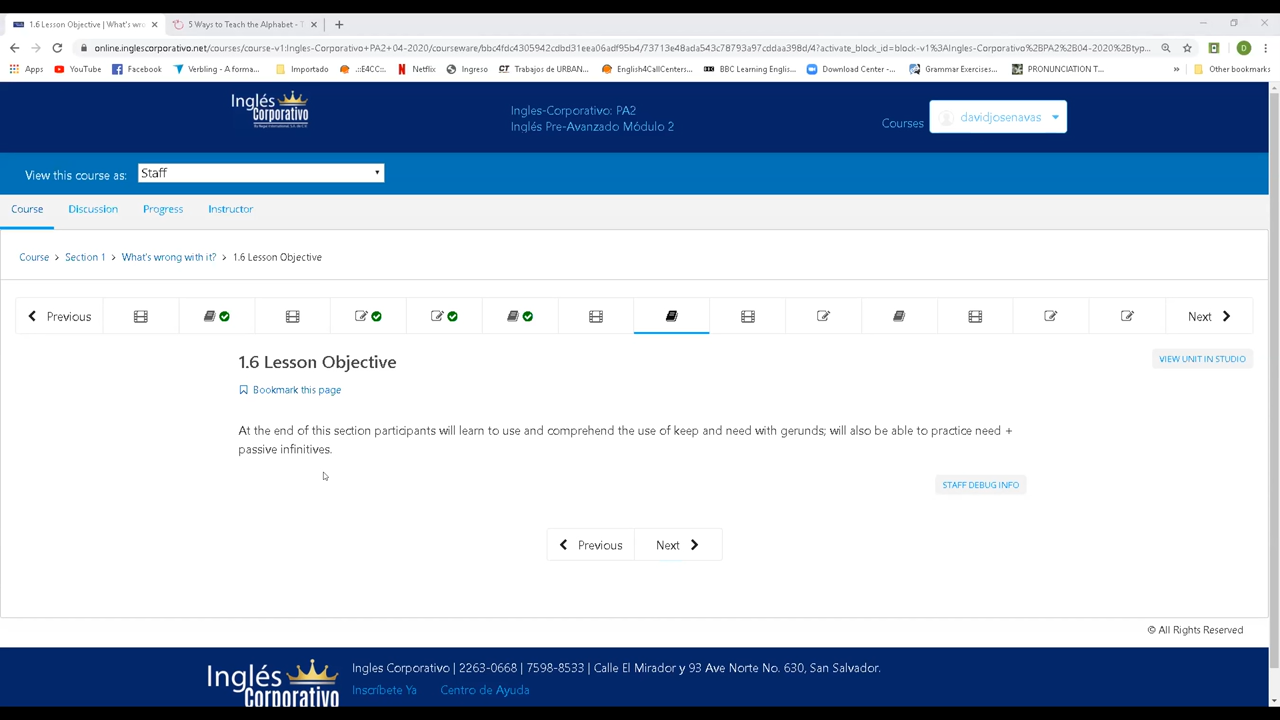 1.6 Lesson Objective | What's wro
5 Ways to Teach the Alphabet - T
online.inglescorporativo.net/courses/course-v1:Ingles-Corporativo+PA2+04-2020/courseware/bbc4fdc4305942cdbd31eea06adf95b4/73713e48ada543c78793a97cddaa398d/4?activate_block_id=block-v1%3AIngles-Corporativo%2BPA2%2B04-2020%2Btyp...
D
Apps YouTube Facebook Importado .:::E4CC::. Netflix Verbling - A forma... Ingreso Trabajos de URBAN... English4CallCenters... BBC Learning Englis... Download Center -... Grammar Exercises... PRONUNCIATION T... » Other bookmarks
Inglés
Corporativo
Ingles-Corporativo: PA2
Inglés Pre-Avanzado Módulo 2
Courses
davidjosenavas
View this course as: Staff
Course Discussion Progress Instructor
Course > Section 1 > What's wrong with it? > 1.6 Lesson Objective
Previous
Next
1.6 Lesson Objective
VIEW UNIT IN STUDIO
Bookmark this page
At the end of this section participants will learn to use and comprehend the use of keep and need with gerunds; will also be able to practice need +
passive infinitives.
STAFF DEBUG INFO
Previous Next
© All Rights Reserved
Inglés
Corporativo
Ingles Corporativo | 2263-0668 | 7598-8533 | Calle El Mirador y 93 Ave Norte No. 630, San Salvador.
Inscríbete Ya Centro de Ayuda